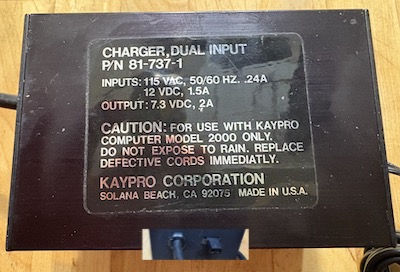 CHARGER, DUAL INPUT
P/N 81-737-1
INPUTS: 115 VAC, 50/60 HZ. .24A
12 VDC, 1.5A
OUTPUT: 7.3 VDC, 2A
CAUTION: FOR USE WITH KAYPRO
COMPUTER MODEL 2000 ONLY.
DO NOT EXPOSE TO RAIN. REPLACE
DEFECTIVE CORDS IMMEDIATLY.
KAYPRO CORPORATION
SOLANA BEACH, CA 92075 MADE IN U.S.A.